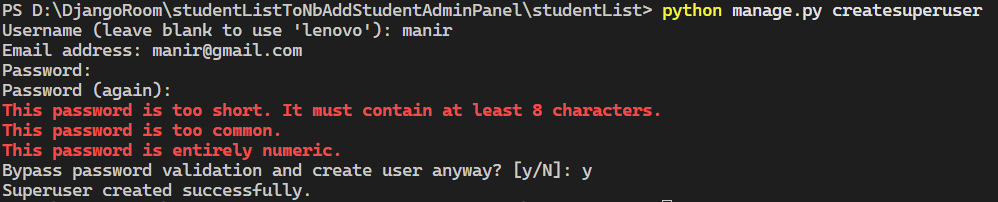 PS D:\DjangoRoom\studentListToNbAddStudentAdminPanel\studentList> python manage.py createsuperuser
Username (leave blank to use 'lenovo'): manir
Email address: manir@gmail.com
Password:
Password (again):
This password is too short. It must contain at least 8 characters.
This password is too common.
This password is entirely numeric.
Bypass password validation and create user anyway? [y/N]: y
Superuser created successfully.